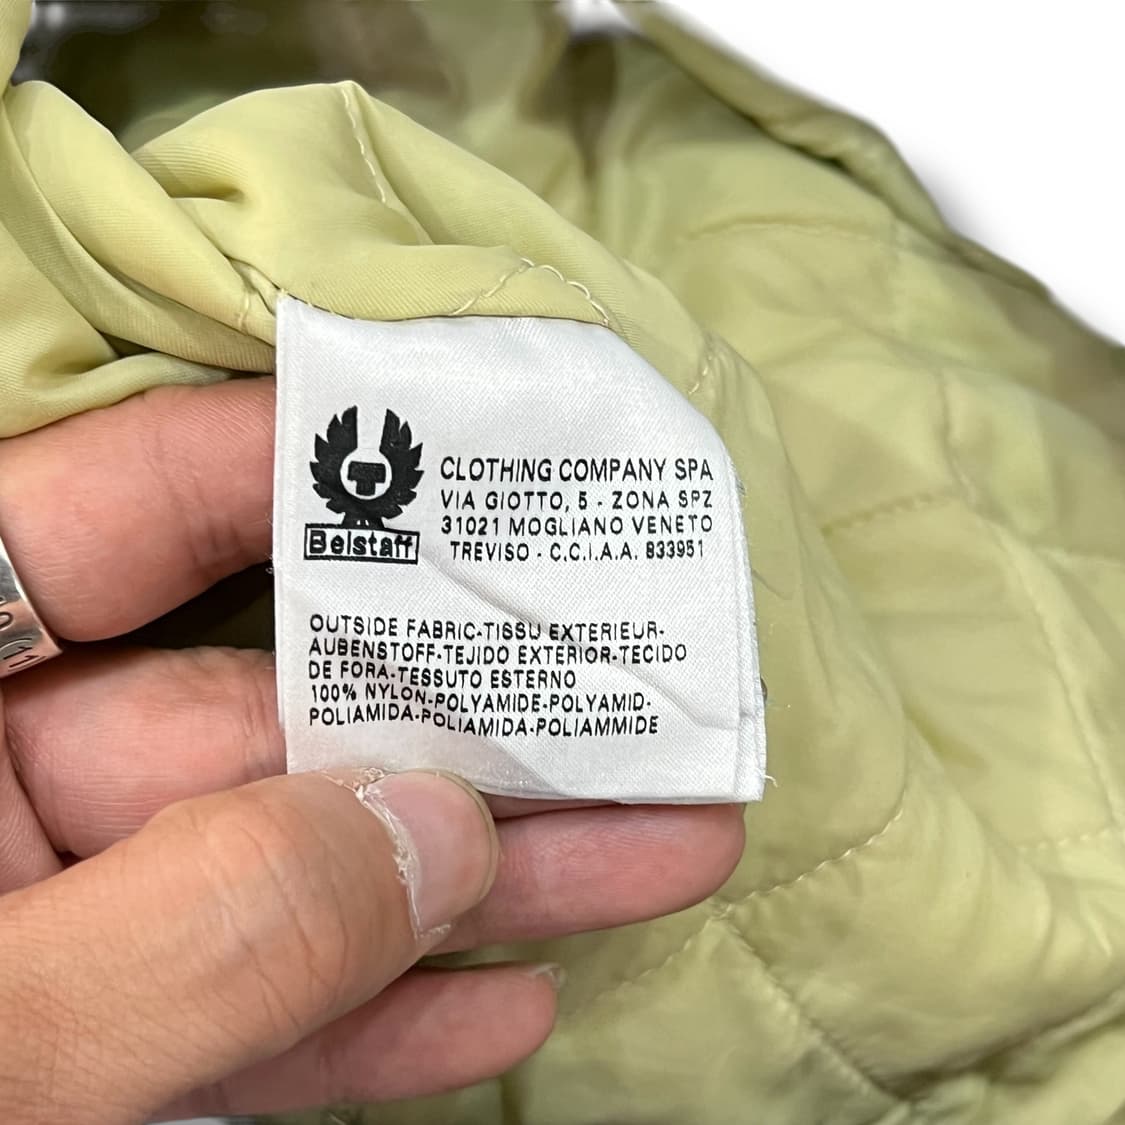 Belstaff
CLOTHING COMPANY SPA
VIA GIOTTO, 5 - ZONA SPZ
31021 MOGLIANO VENETO
TREVISO - C.C.I.A.A. 833951
OUTSIDE FABRIC-TISSU EXTERIEUR-
AUBENSTOFF-TEJIDO EXTERIOR-TECIDO
DE FORA-TESSUTO ESTERNO
100% NYLON-POLYAMIDE-POLYAMID-
POLIAMIDA-POLIAMIDA-POLIAMMIDE